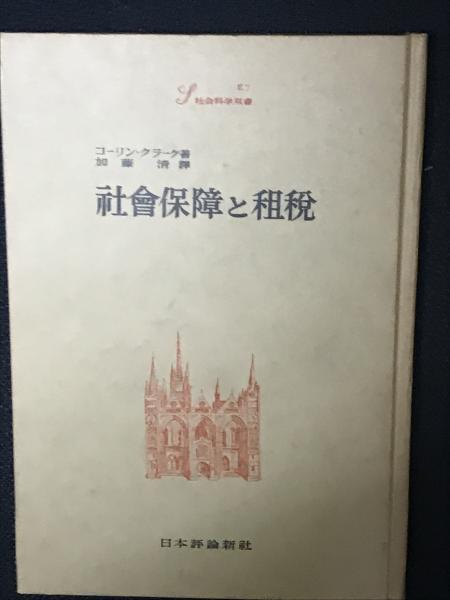 社会科学双書
コーリン・クラーク著
加藤 清譯
社會保障と租税
日本評論新社